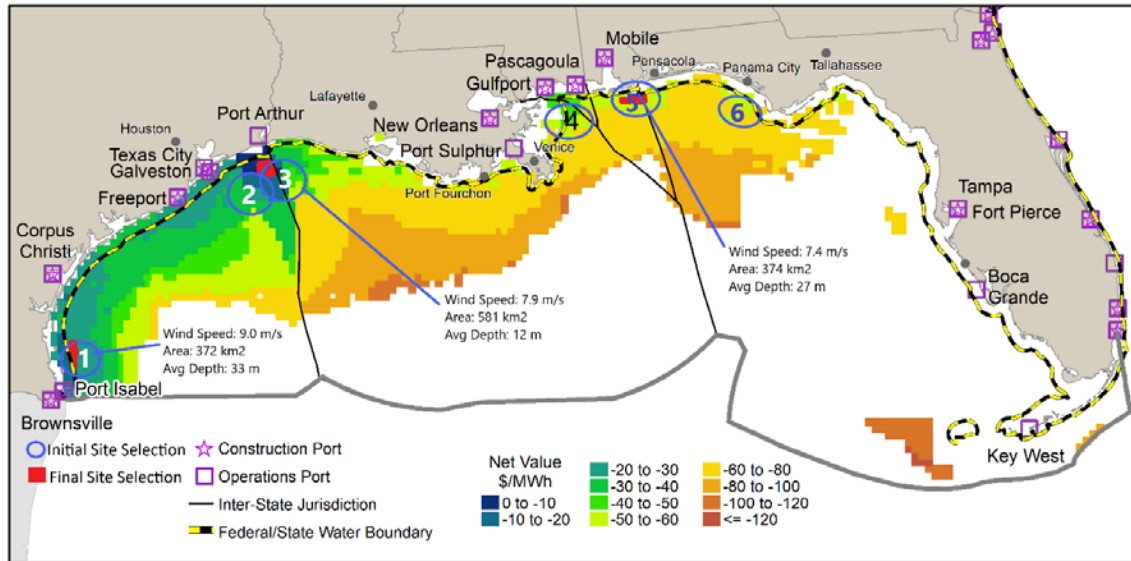 Mobile
Pascagoula
Pensacola
Gulfport
Panama City
Tallahassee
Port Arthur
Lafayette
Houston
New Orleans
5
6
4
Texas City
Port Sulphur
Galveston
Venice
3
2
Port Fourchon
Freeport
Tampa
Fort Pierce
Corpus
Christi
Wind Speed: 7.4 m/s
Area: 374 km2
Avg Depth: 27 m
Boca
Grande
Wind Speed: 7.9 m/s
Area: 581 km2
Avg Depth: 12 m
Wind Speed: 9.0 m/s
Area: 372 km2
Avg Depth: 33 m
1
Port Isabel
Brownsville
Key West
Initial Site Selection
Construction Port
Final Site Selection
Operations Port
Inter-State Jurisdiction
Federal/State Water Boundary
Net Value
$/MWh
0 to -10
-10 to -20
-20 to -30
-30 to -40
-40 to -50
-50 to -60
-60 to -80
-80 to -100
-100 to -120
<= -120